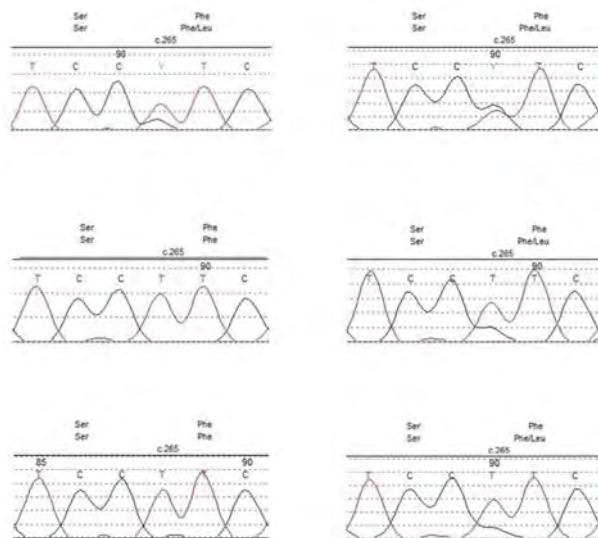 Ser Phe
Ser Phe/Leu
c.265
90
T C C Y T C
Ser Phe
Ser Phe/Leu
c.265
90
T C C Y T C
Ser Phe
Ser Phe
c.265
90
T C C T T C
Ser Phe
Ser Phe/Leu
c.265
90
T C C T T C
Ser Phe
Ser Phe
c.265
85 90
T C C T T C
Ser Phe
Ser Phe/Leu
c.265
90
T C C T T C